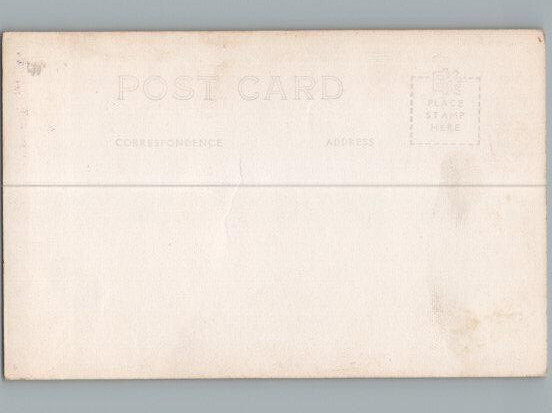 POST CARD
PLACE
STAMP
HERE
CORRESPONDENCE
ADDRESS